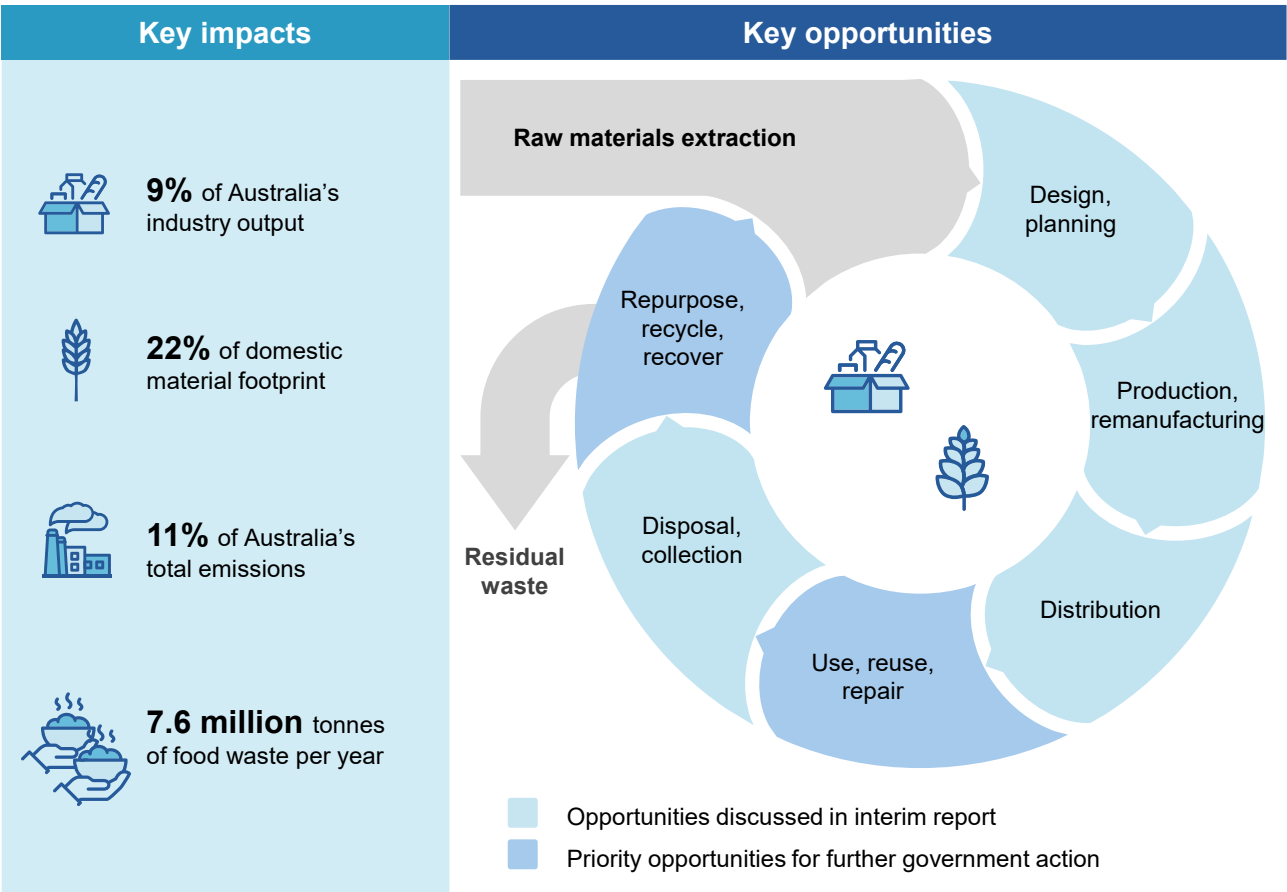 Key impacts
9% of Australia’s
industry output
22% of domestic
material footprint
11% of Australia’s
total emissions
7.6 million tonnes
of food waste per year
Key opportunities
Raw materials extraction
Design,
planning
Production,
remanufacturing
Distribution
Use, reuse,
repair
Disposal,
collection
Repurpose,
recycle,
recover
Residual
waste
Opportunities discussed in interim report
Priority opportunities for further government action